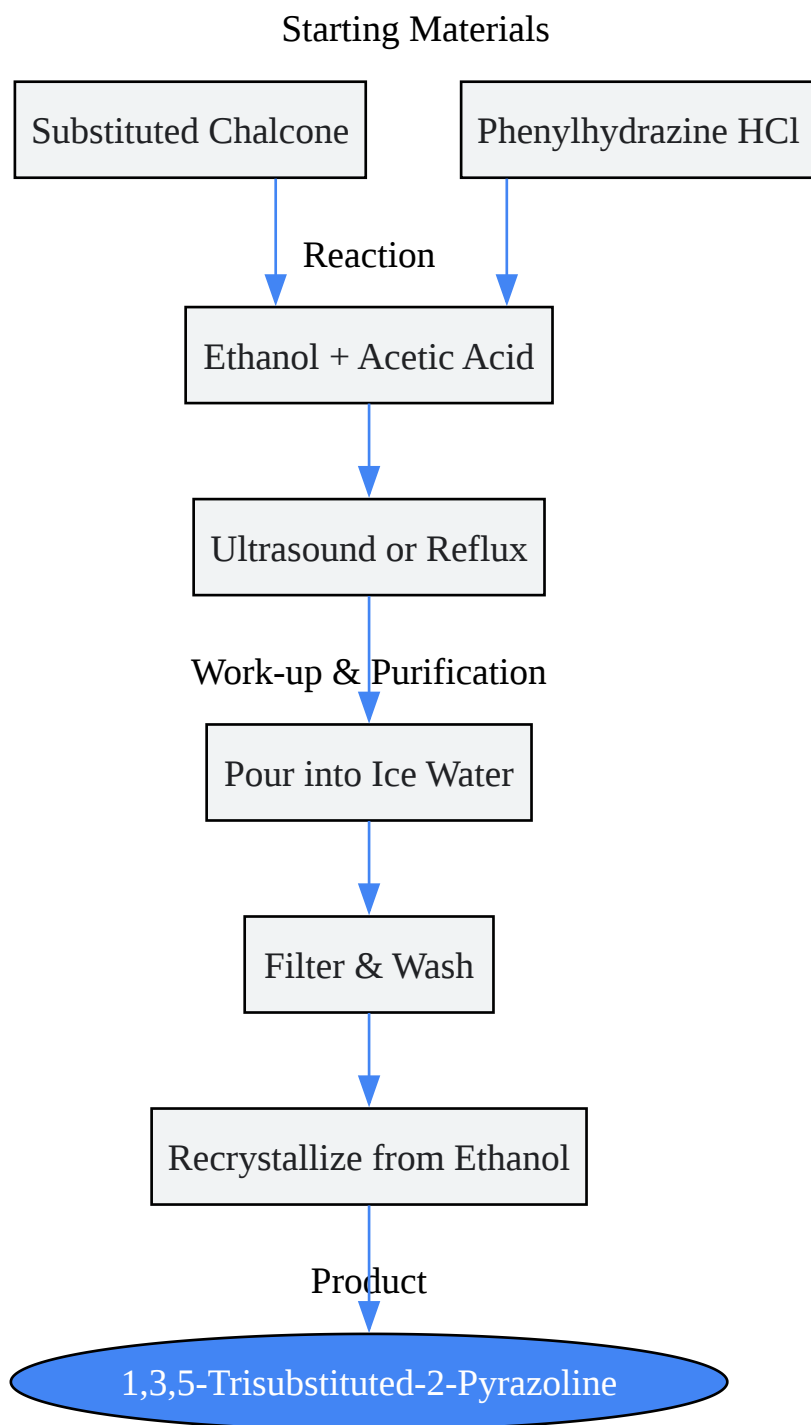 Starting Materials
Substituted Chalcone
Phenylhydrazine HCl
Reaction
Ethanol + Acetic Acid
Ultrasound or Reflux
Work-up & Purification
Pour into Ice Water
Filter & Wash
Recrystallize from Ethanol
Product
1,3,5-Trisubstituted-2-Pyrazoline